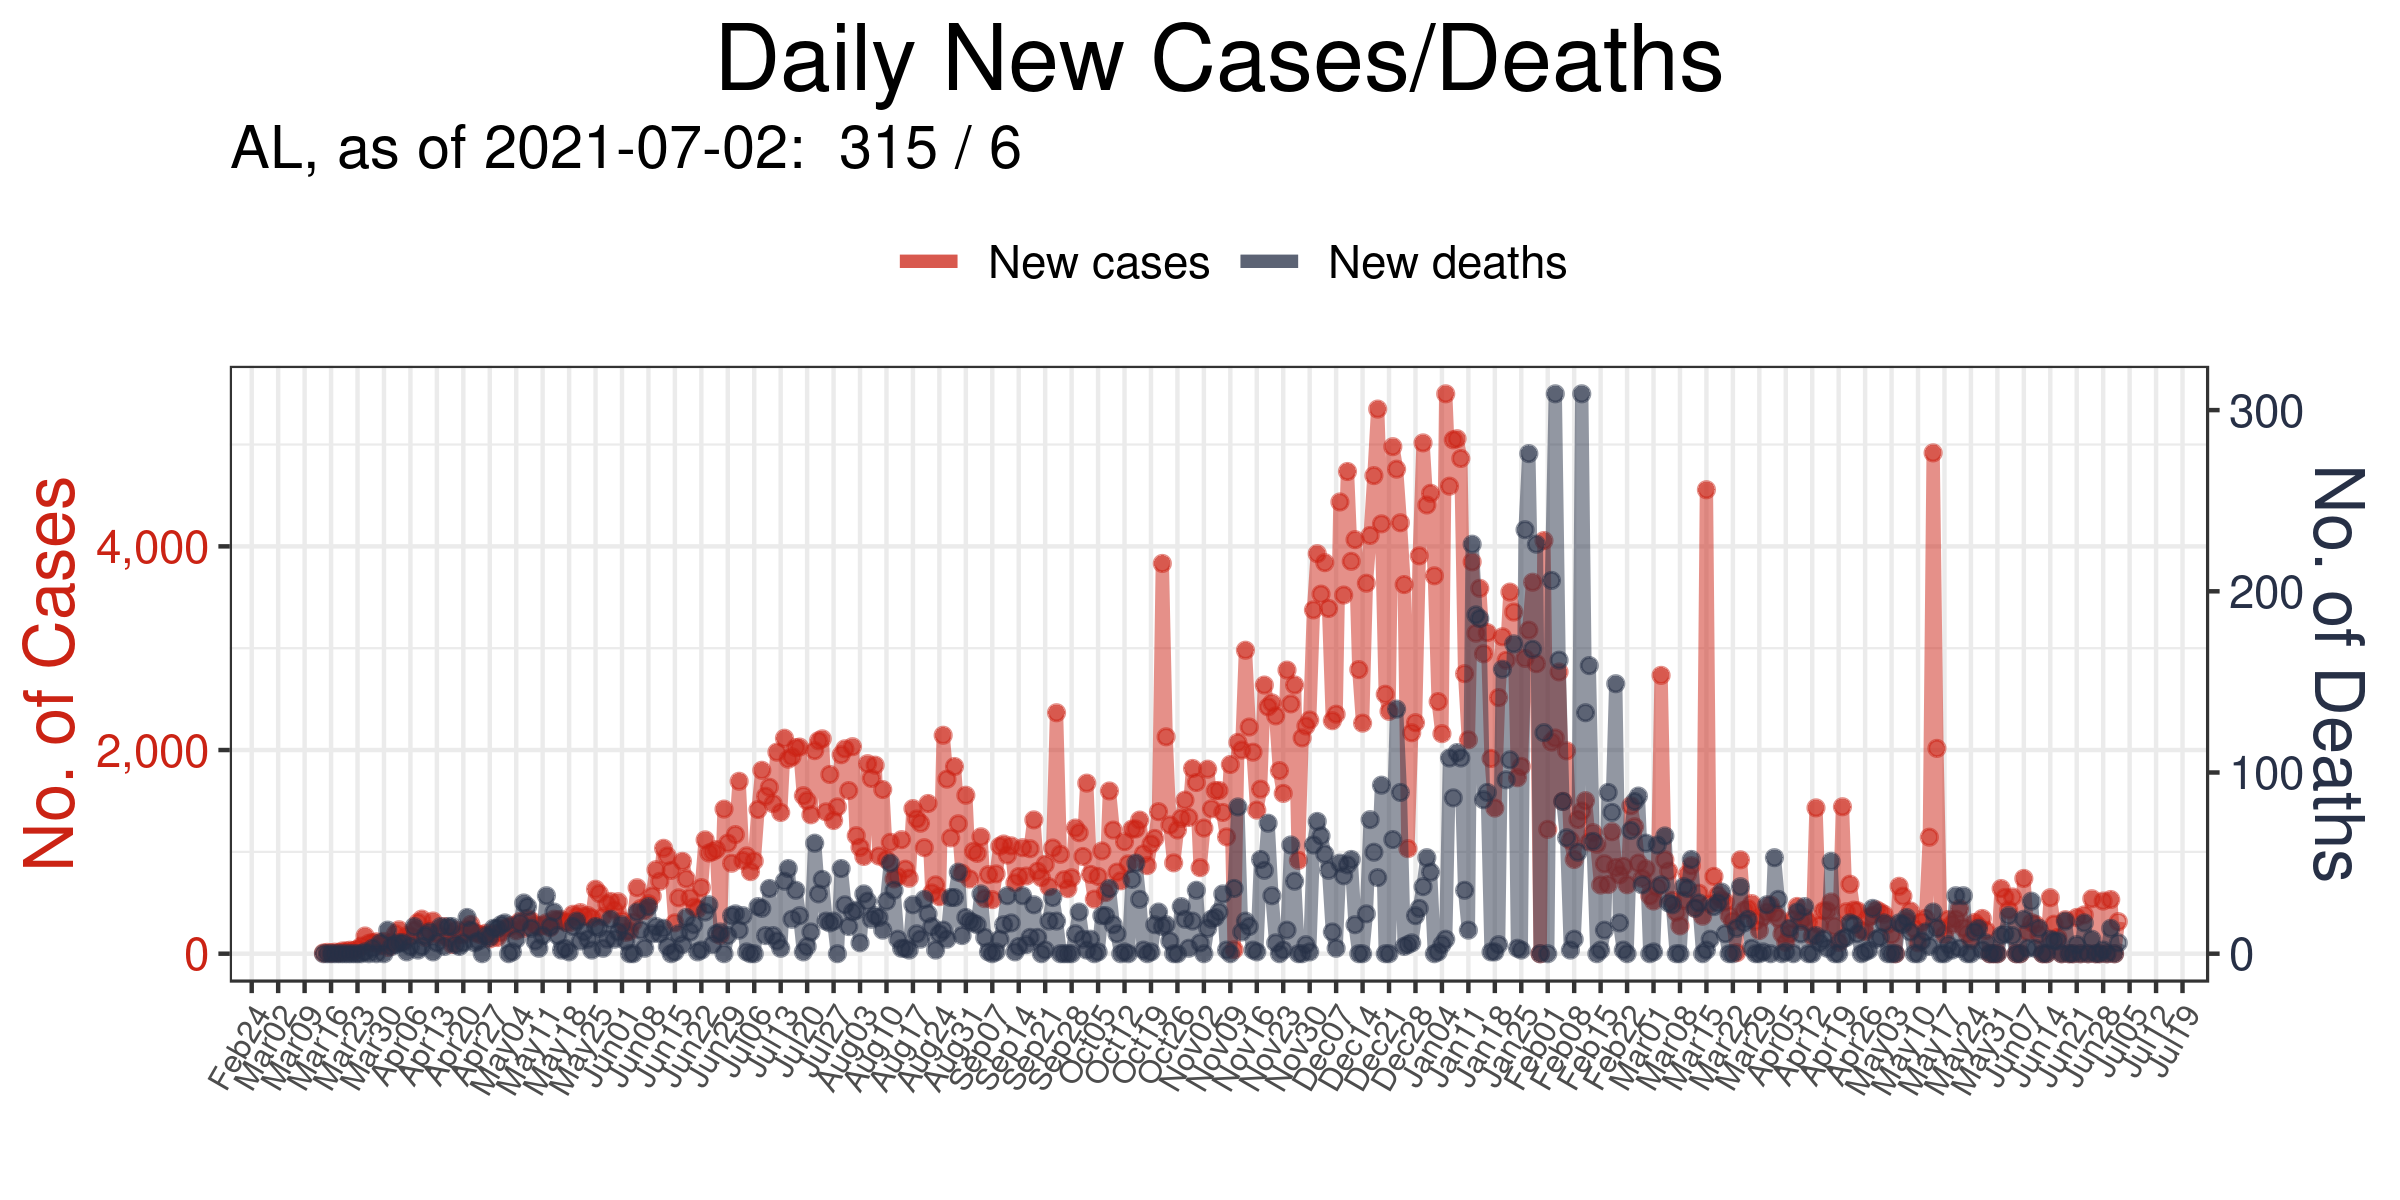 Daily New Cases/Deaths
AL, as of 2021-07-02:  315 / 6
New cases
New deaths
No. of Cases
4,000
2,000
0
300
200
100
0
No. of Deaths
Feb24
Mar02
Mar09
Mar16
Mar23
Mar30
Apr06
Apr13
Apr20
Apr27
May04
May11
May18
May25
Jun01
Jun08
Jun15
Jun22
Jun29
Jul06
Jul13
Jul20
Jul27
Aug03
Aug10
Aug17
Aug24
Aug31
Sep07
Sep14
Sep21
Sep28
Oct05
Oct12
Oct19
Oct26
Nov02
Nov09
Nov16
Nov23
Nov30
Dec07
Dec14
Dec21
Dec28
Jan04
Jan11
Jan18
Jan25
Feb01
Feb08
Feb15
Feb22
Mar01
Mar08
Mar15
Mar22
Mar29
Apr05
Apr12
Apr19
Apr26
May03
May10
May17
May24
May31
Jun07
Jun14
Jun21
Jun28
Jul05
Jul12
Jul19